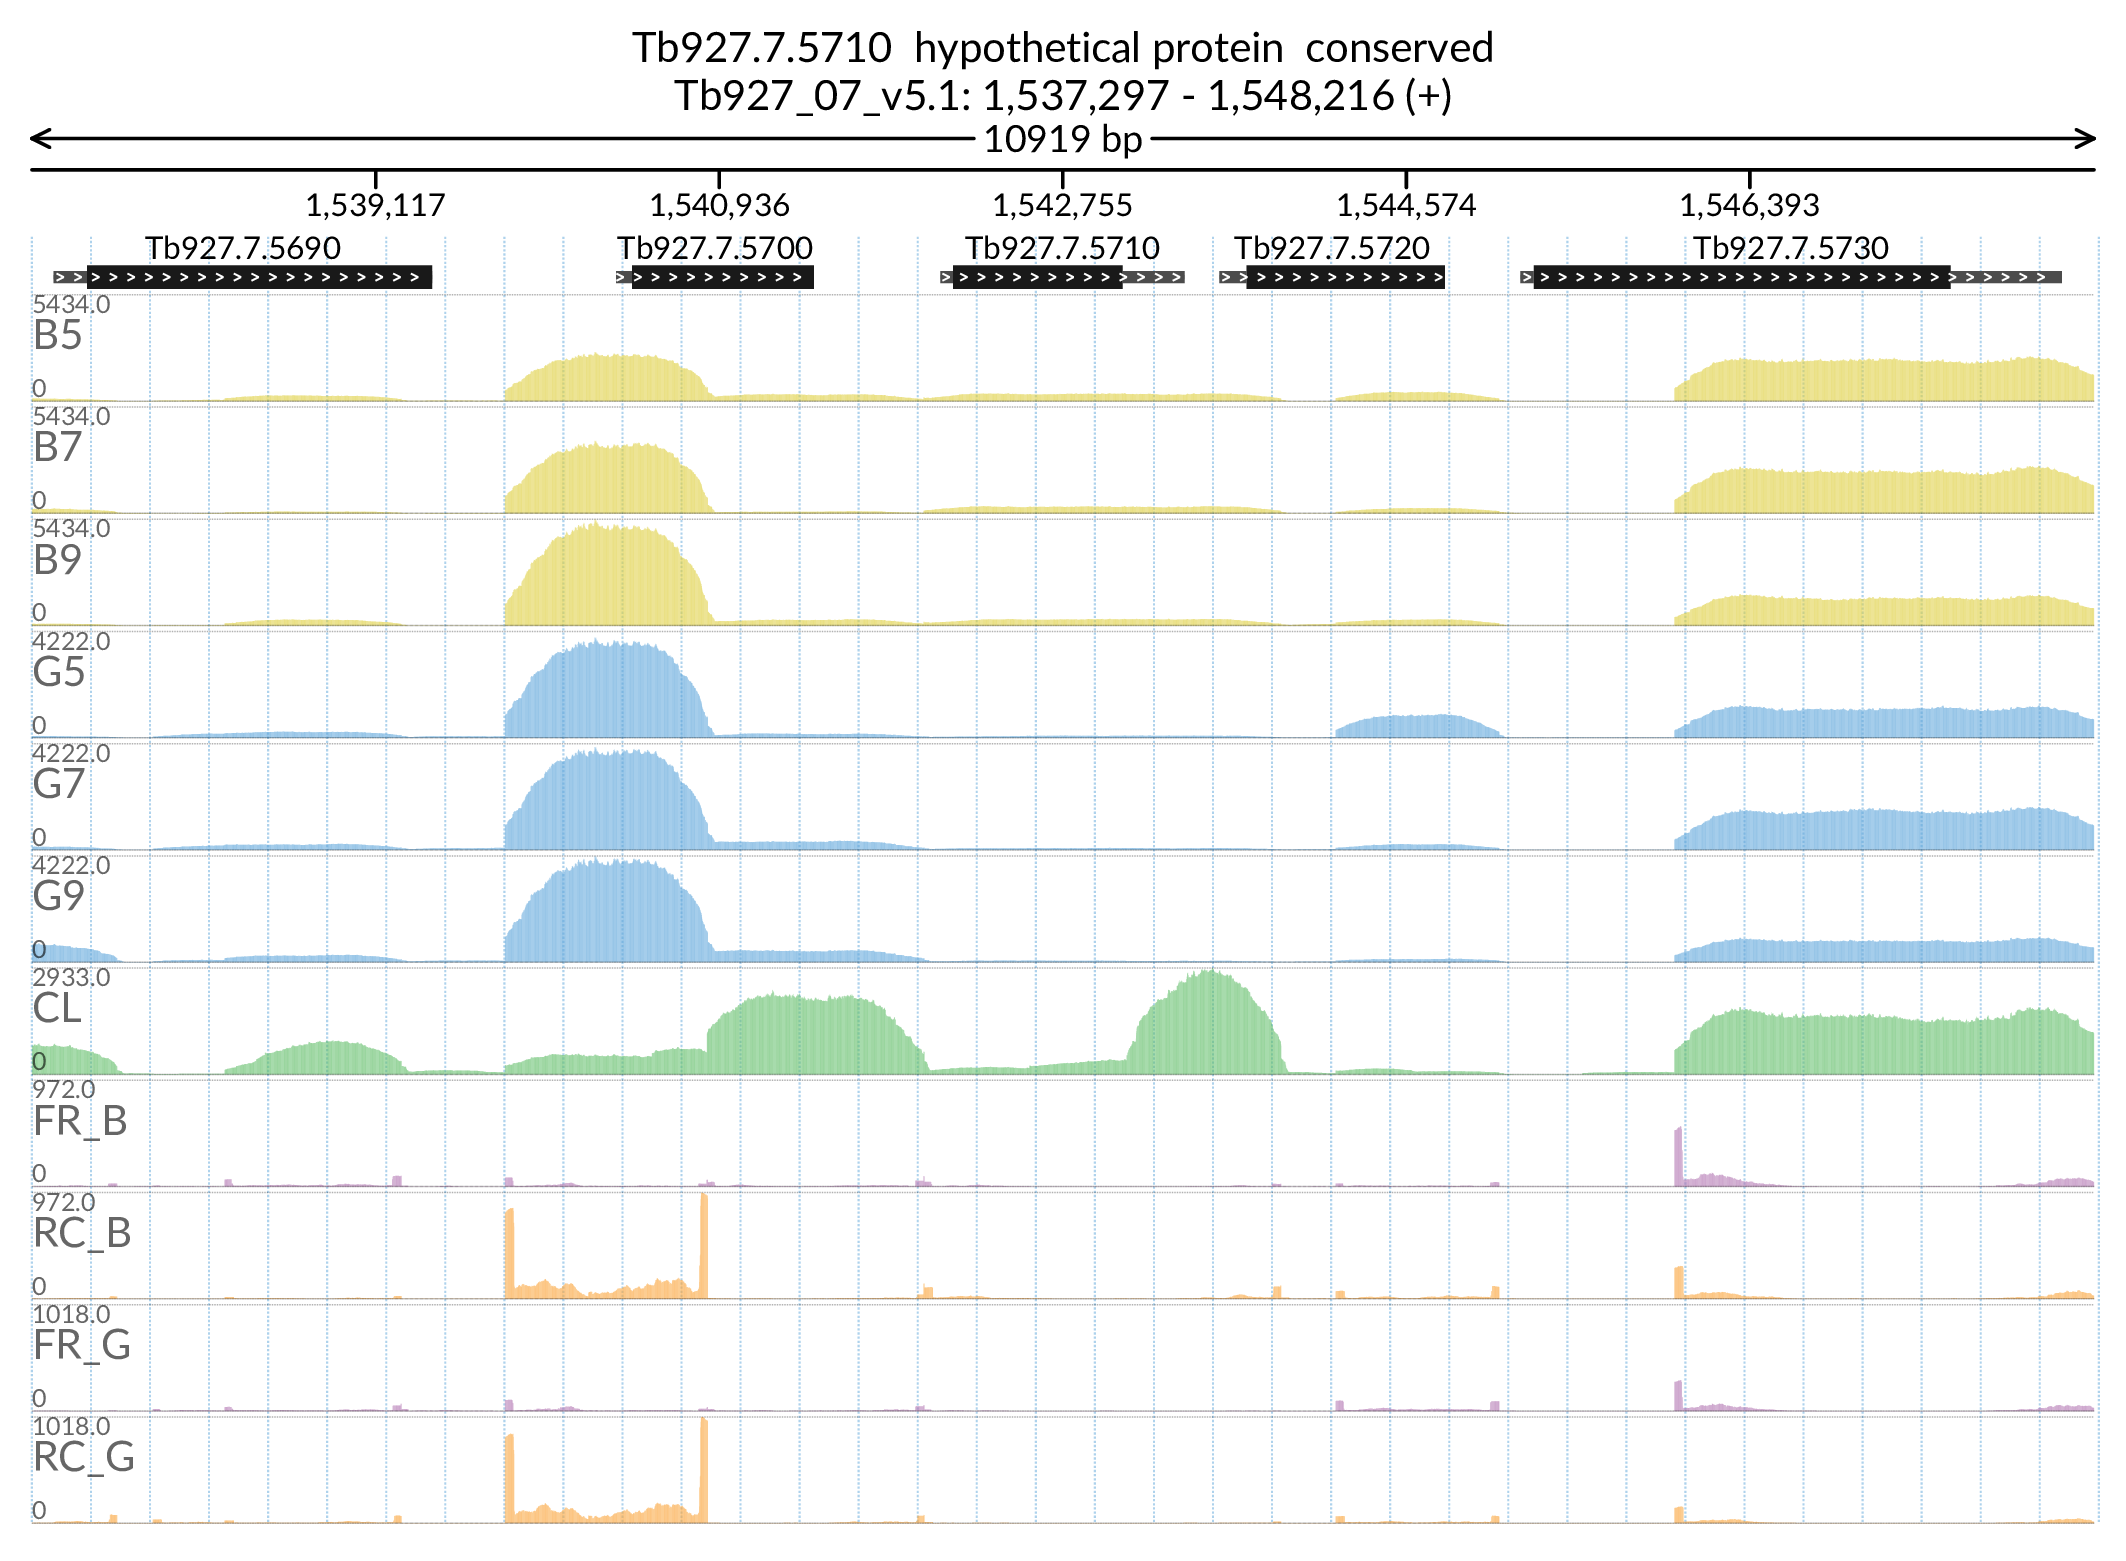 Tb927.7.5710  hypothetical protein  conserved
Tb927_07_v5.1: 1,537,297 - 1,548,216 (+)
10919 bp
1,539,117 1,540,936 1,542,755 1,544,574 1,546,393
Tb927.7.5690 Tb927.7.5700 Tb927.7.5710 Tb927.7.5720 Tb927.7.5730
5434.0
B5
0
5434.0
B7
0
5434.0
B9
0
4222.0
G5
0
4222.0
G7
0
4222.0
G9
0
2933.0
CL
0
972.0
FR_B
0
972.0
RC_B
0
1018.0
FR_G
0
1018.0
RC_G
0